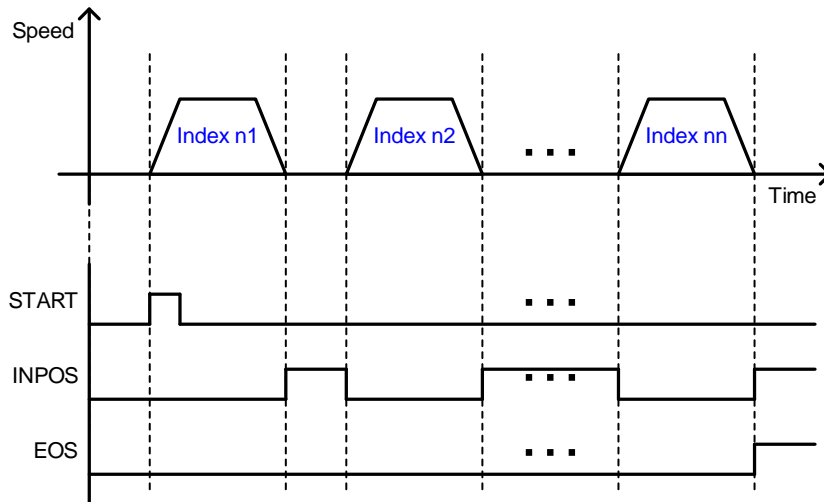 Speed
Index n1
Index n2
Index nn
Time
START
INPOS
EOS